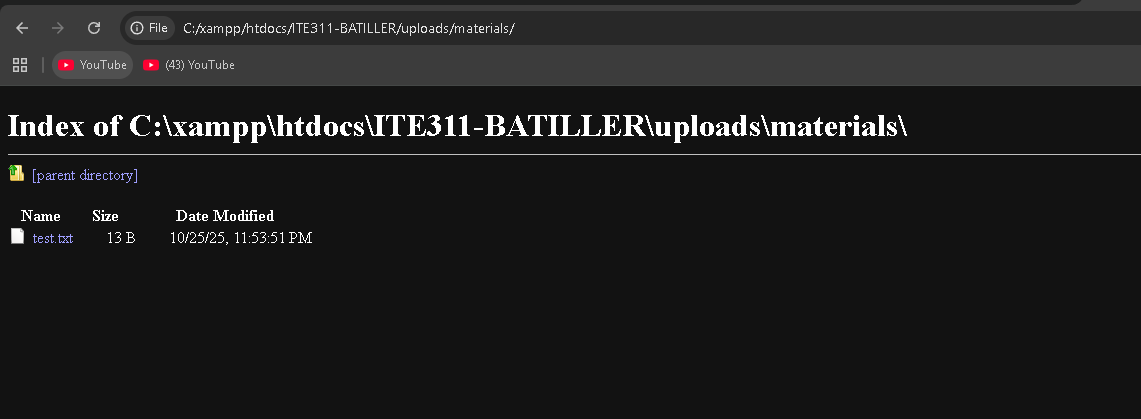 File C:/xampp/htdocs/ITE311-BATILLER/uploads/materials/
YouTube (43) YouTube
Index of C:\xampp\htdocs\ITE311-BATILLER\uploads\materials\
[parent directory]
Name Size Date Modified
test.txt 13 B 10/25/25, 11:53:51 PM